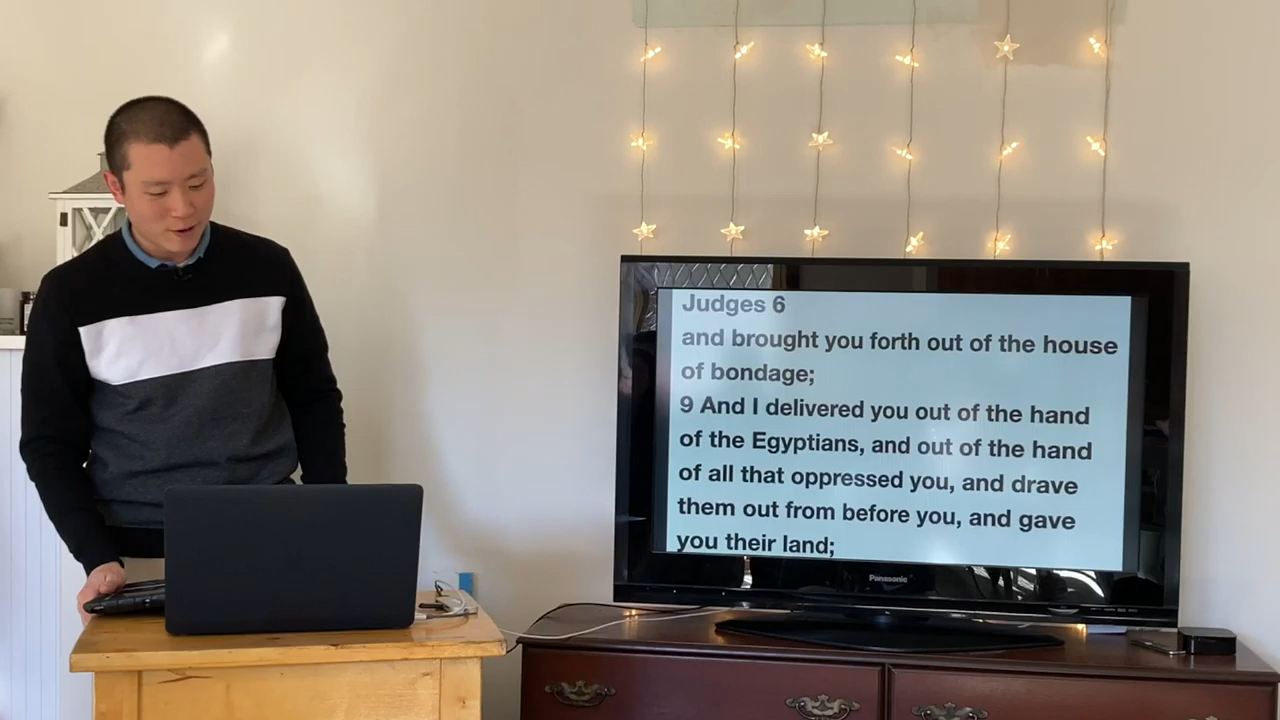 Judges 6
and brought you forth out of the house
of bondage;
9 And I delivered you out of the hand
of the Egyptians, and out of the hand
of all that oppressed you, and drave
them out from before you, and gave
you their land;
Panasonic